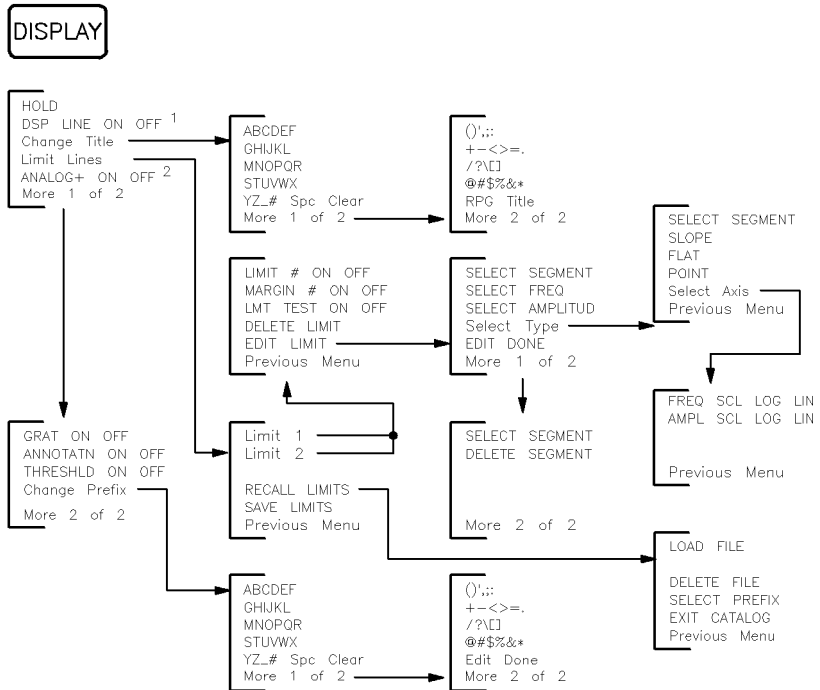 DISPLAY
HOLD
DSP LINE ON OFF 1
Change Title
Limit Lines
ANALOG+ ON OFF 2
More 1 of 2
ABCDEF
GHIJKL
MNOPQR
STUVWX
YZ_# Spc Clear
More 1 of 2
()',;:
+-<>=.
/?\[]
@#$%&*
RPG Title
More 2 of 2
LIMIT # ON OFF
MARGIN # ON OFF
LMT TEST ON OFF
DELETE LIMIT
EDIT LIMIT
Previous Menu
SELECT SEGMENT
SELECT FREQ
SELECT AMPLITUD
Select Type
EDIT DONE
More 1 of 2
SELECT SEGMENT
SLOPE
FLAT
POINT
Select Axis
Previous Menu
FREQ SCL LOG LIN
AMPL SCL LOG LIN
Previous Menu
GRAT ON OFF
ANNOTATN ON OFF
THRESHLD ON OFF
Change Prefix
More 2 of 2
Limit 1
Limit 2
RECALL LIMITS
SAVE LIMITS
Previous Menu
SELECT SEGMENT
DELETE SEGMENT
More 2 of 2
LOAD FILE
DELETE FILE
SELECT PREFIX
EXIT CATALOG
Previous Menu
ABCDEF
GHIJKL
MNOPQR
STUVWX
YZ_# Spc Clear
More 1 of 2
()',;:
+-<>=.
/?\[]
@#$%&*
Edit Done
More 2 of 2